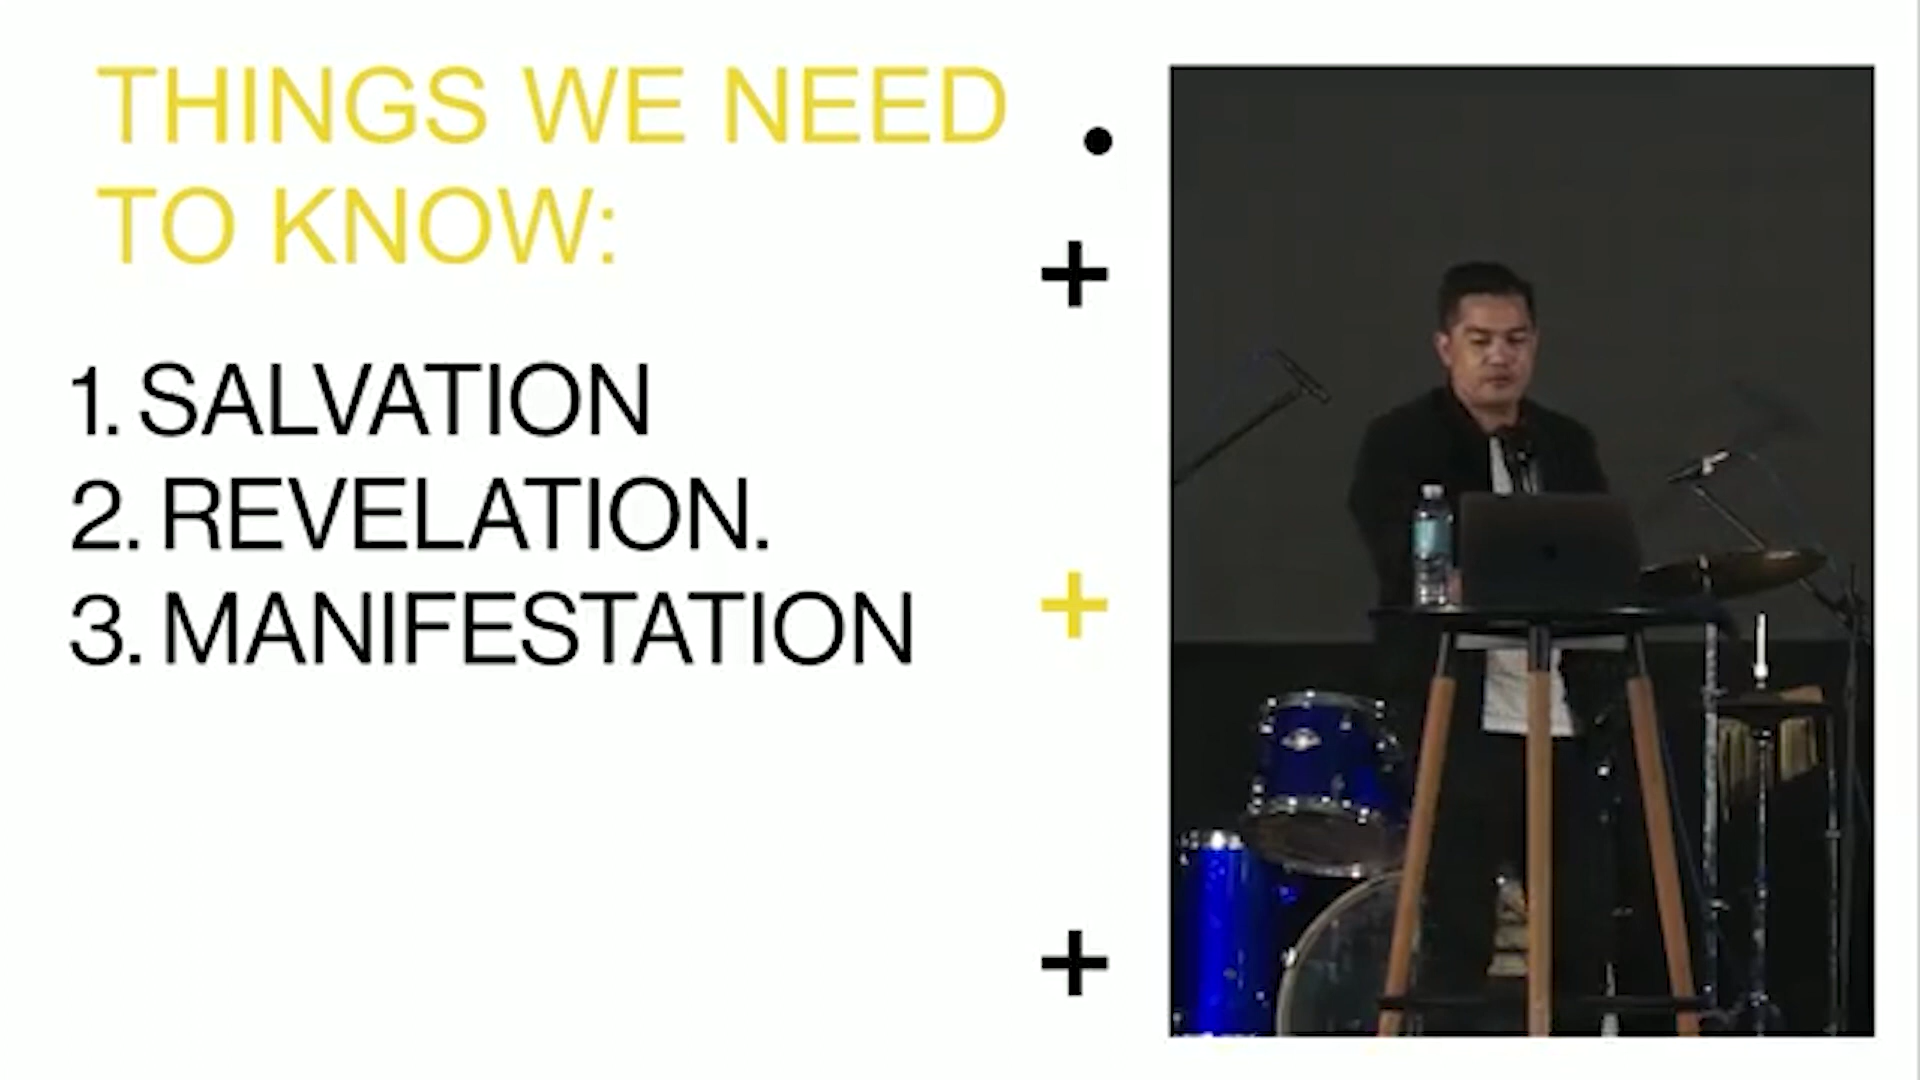 THINGS WE NEED
TO KNOW:
1. SALVATION
2. REVELATION.
3. MANIFESTATION